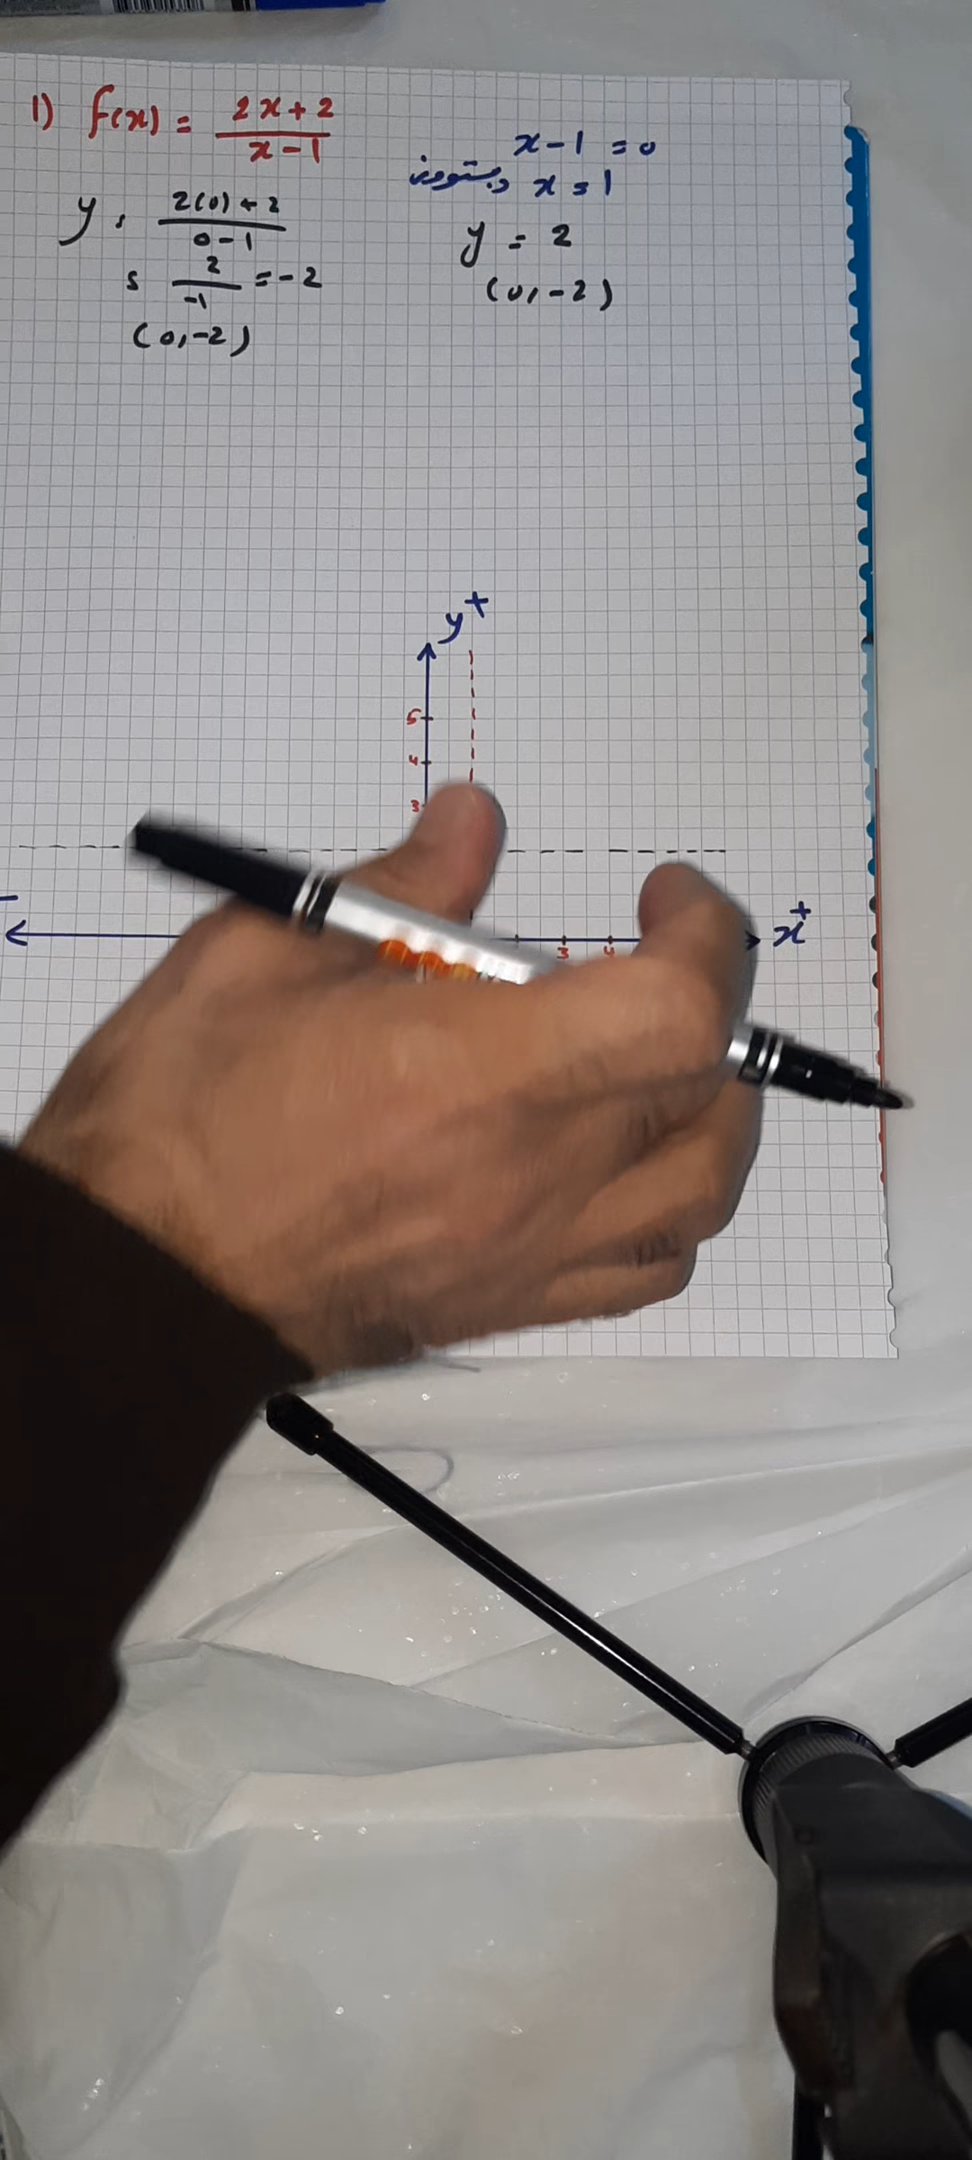 1) f(x) = (2x+2)/(x-1)
y = (2(0)+2)/(0-1)
= 2/-1 = -2
(0,-2)
x-1 = 0
x = 1
y = 2
(0,-2)
y+
5
4
3
3 4
x+